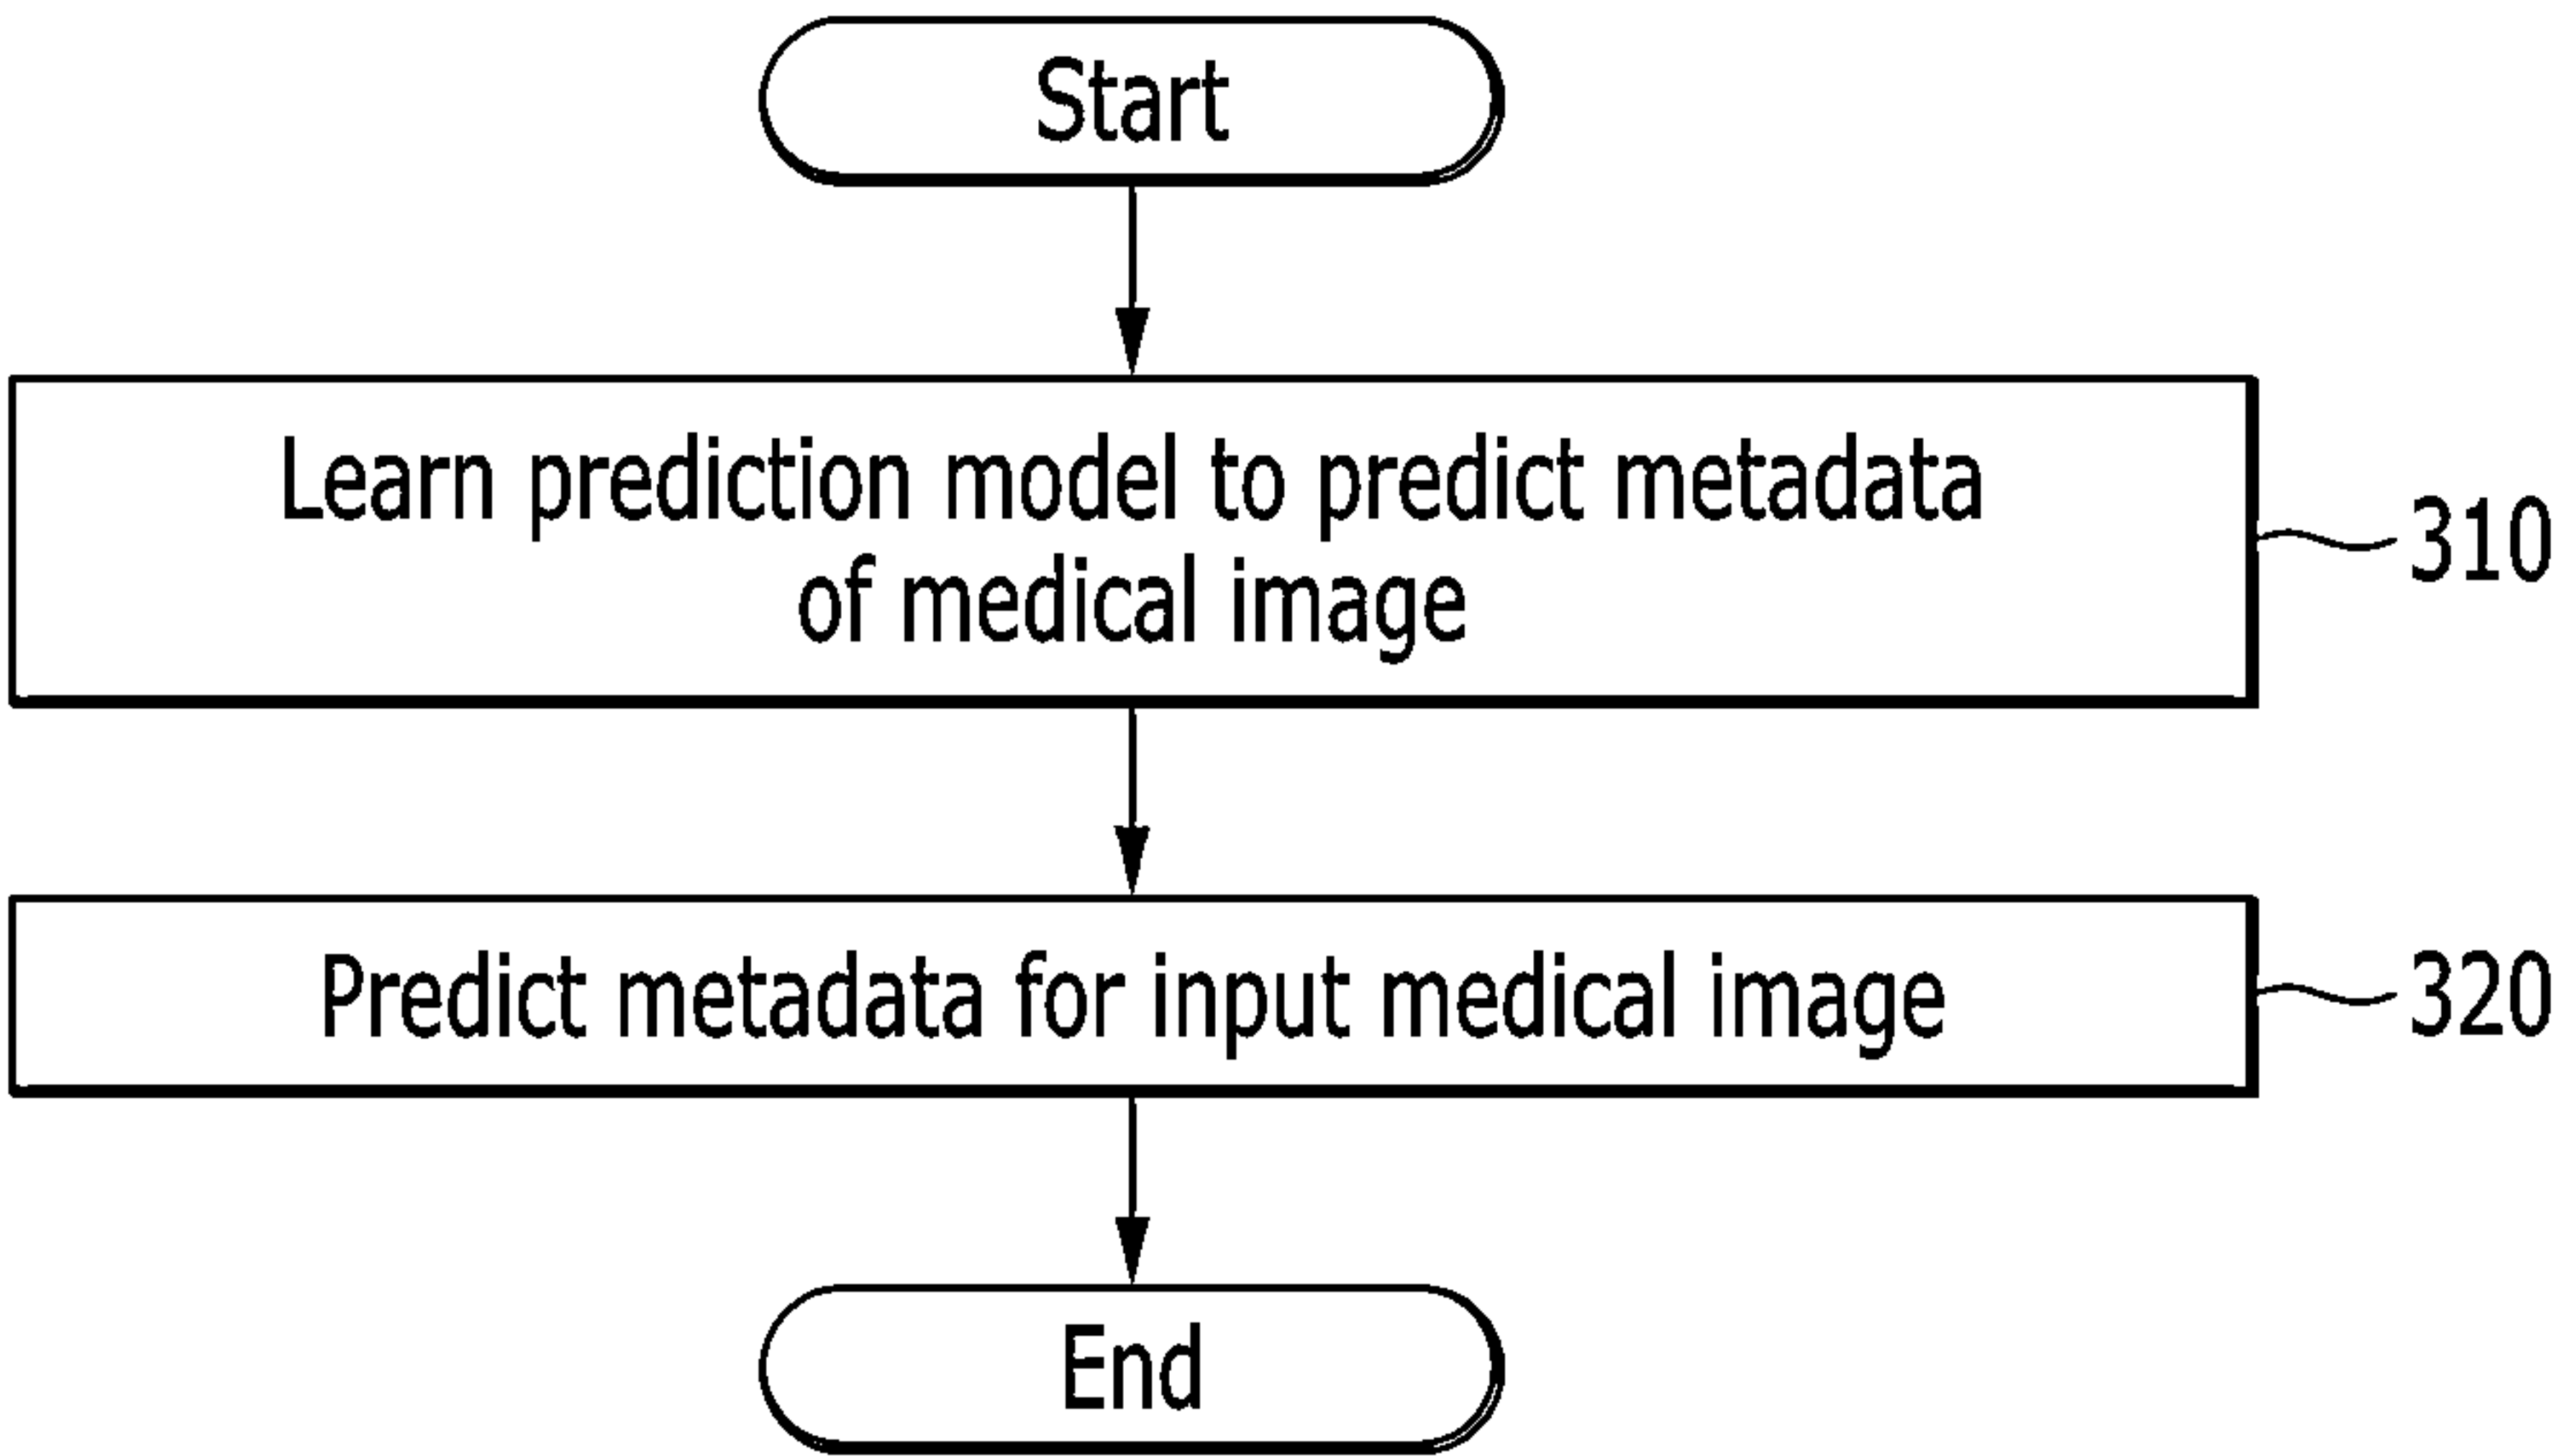 Start
Learn prediction model to predict metadata
of medical image
310
Predict metadata for input medical image
320
End